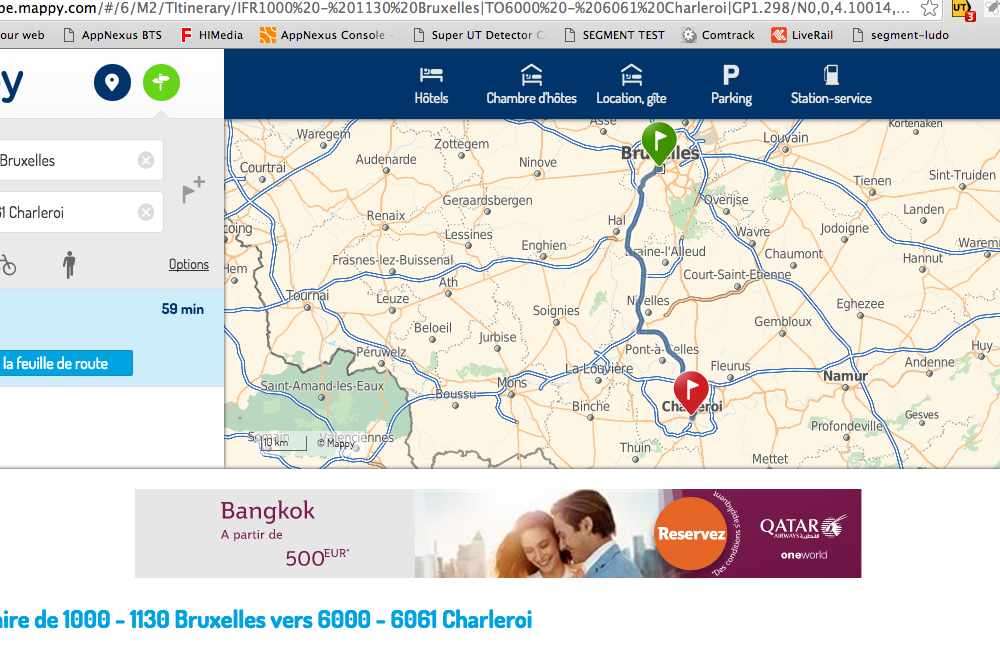 be.mappy.com/#/6/M2/TItinerary/IFR1000%20-%201130%20Bruxelles|TO6000%20-%206061%20Charleroi|GP1.298/N0,0,4.10014,...
UT 3
our web AppNexus BTS HIMedia AppNexus Console Super UT Detector SEGMENT TEST Comtrack LiveRail segment-ludo
Hôtels Chambre d'hôtes Location, gîte Parking Station-service
Bruxelles
Charleroi
Options
59 min
la feuille de route
Asse
Kortenaken
Waregem
Zottegem
Louvain
Courtrai
Audenarde
Ninove
Bruxelles
Tienen
Sint-Truiden
Geraardsbergen
Overijse
Renaix
Landen
Hal
Lessines
Wavre
Jodoigne
Enghien
Braine-l'Alleud
Chaumont
Frasnes-lez-Buissenal
Hannut
Court-Saint-Etienne
Ath
Tournai
Leuze
Nivelles
Eghezee
Soignies
Beloeil
Gembloux
Jurbise
Huy
Péruwelz
Pont-à-Celles
Andenne
La-Louvière
Fleurus
Namur
Saint-Amand-les-Eaux
Mons
Boussu
Binche
Charleroi
Gesves
Profondeville
Valenciennes
10 km © Mappy
Thuin
Mettet
Bangkok
A partir de
500EUR*
Reservez
*Des conditions s'appliquent
QATAR
AIRWAYS القطرية
oneworld
aire de 1000 - 1130 Bruxelles vers 6000 - 6061 Charleroi